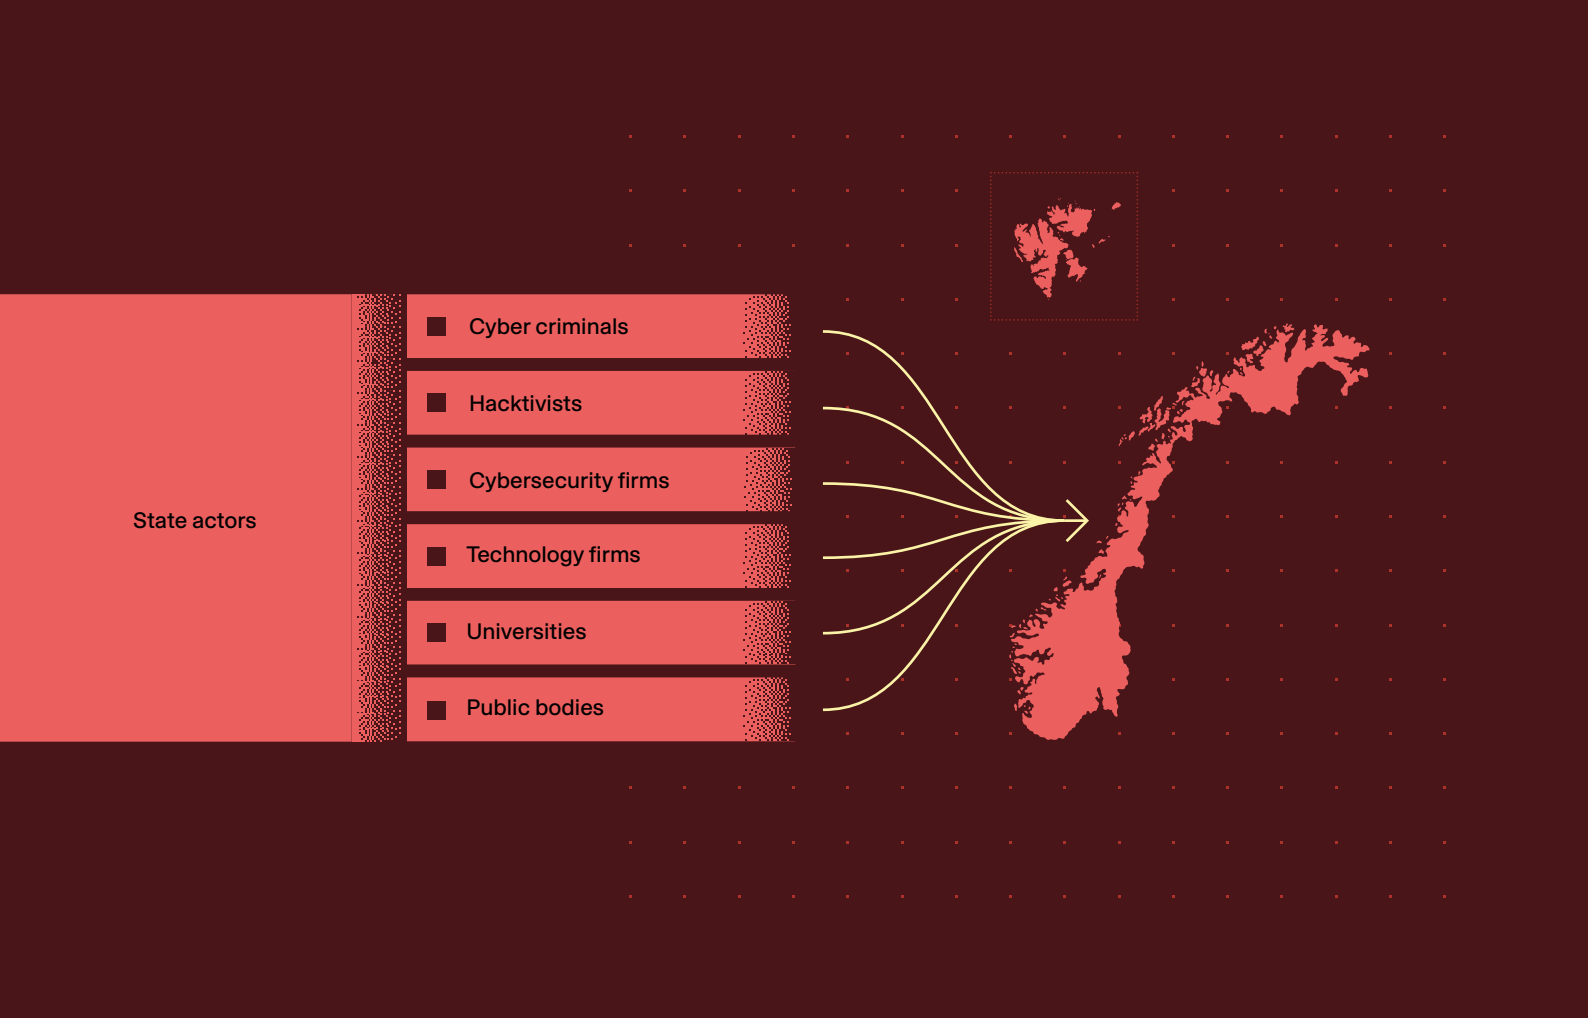 State actors
Cyber criminals
Hacktivists
Cybersecurity firms
Technology firms
Universities
Public bodies